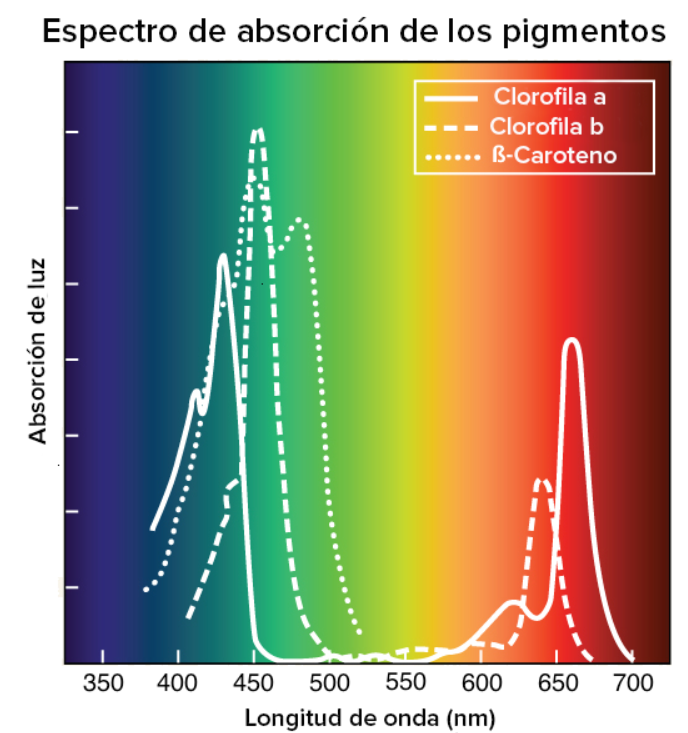 Espectro de absorción de los pigmentos
Clorofila a
Clorofila b
ß-Caroteno
Absorción de luz
350 400 450 500 550 600 650 700
Longitud de onda (nm)